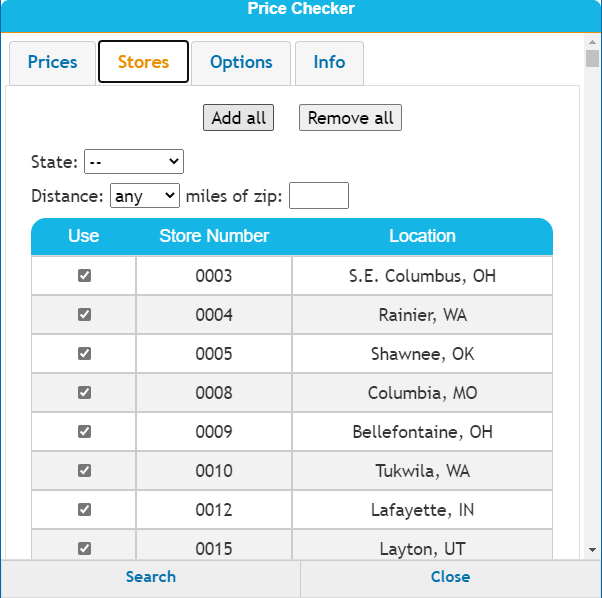 Price Checker
Prices Stores Options Info
Add all Remove all
State: --
Distance: any miles of zip:
Use Store Number Location
0003 S.E. Columbus, OH
0004 Rainier, WA
0005 Shawnee, OK
0008 Columbia, MO
0009 Bellefontaine, OH
0010 Tukwila, WA
0012 Lafayette, IN
0015 Layton, UT
Search Close